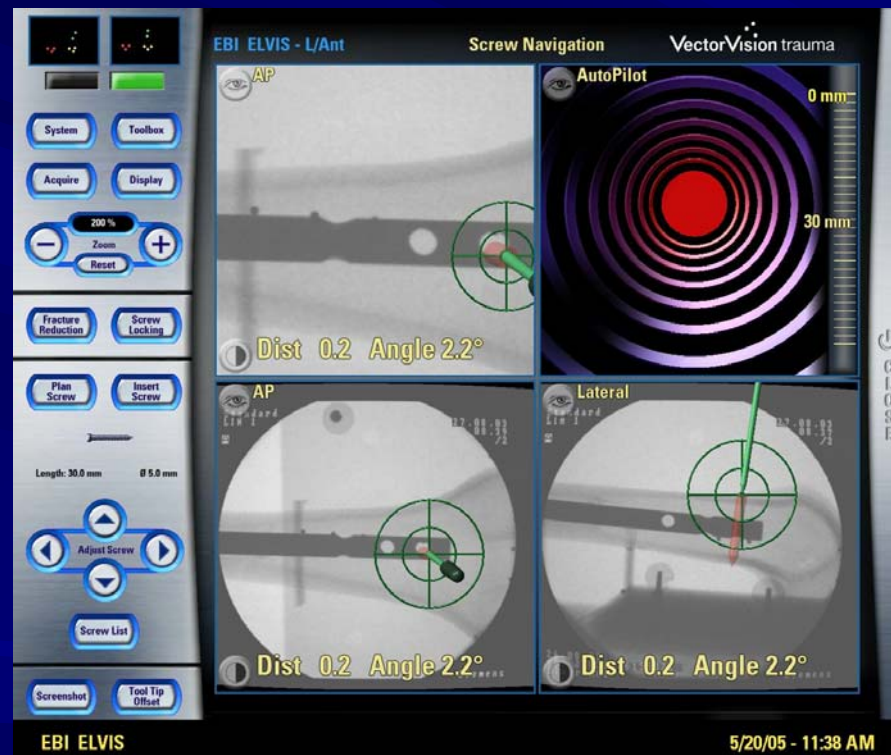 EBI ELVIS - L/Ant
Screw Navigation
VectorVision trauma
System
Toolbox
Acquire
Display
200 %
Zoom
Reset
Fracture
Reduction
Screw
Locking
Plan
Screw
Insert
Screw
Length: 30.0 mm
Ø 5.0 mm
Adjust Screw
Screw List
Screenshot
Tool Tip
Offset
AP
Dist 0.2 Angle 2.2°
AutoPilot
0 mm
30 mm
AP
Dist 0.2 Angle 2.2°
Lateral
Dist 0.2 Angle 2.2°
EBI ELVIS
5/20/05 - 11:38 AM